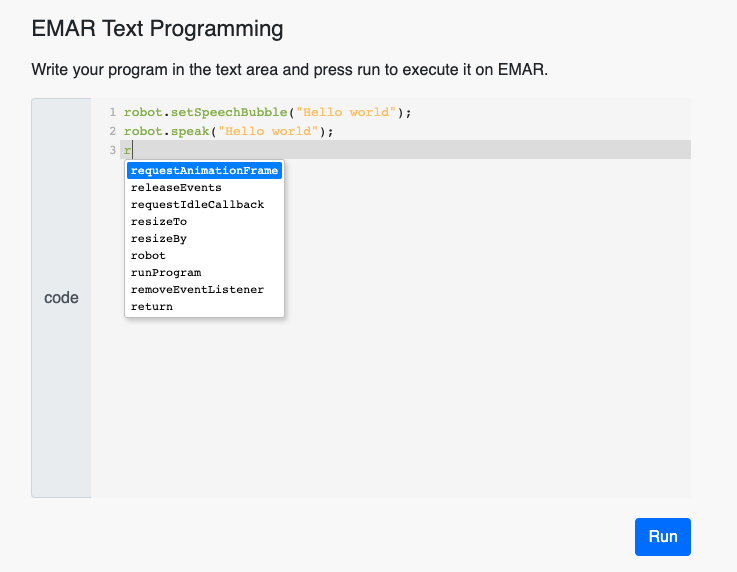 EMAR Text Programming
Write your program in the text area and press run to execute it on EMAR.
1 robot.setSpeechBubble("Hello world");
2 robot.speak("Hello world");
3 r
requestAnimationFrame
releaseEvents
requestIdleCallback
resizeTo
resizeBy
robot
runProgram
removeEventListener
return
code
Run